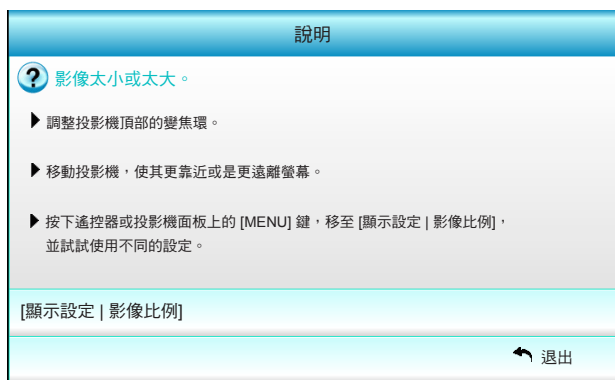 說明
影像太小或太大。
調整投影機頂部的變焦環。
移動投影機，使其更靠近或是更遠離螢幕。
按下遙控器或投影機面板上的 [MENU] 鍵，移至 [顯示設定 | 影像比例]，
並試試使用不同的設定。
[顯示設定 | 影像比例]
退出